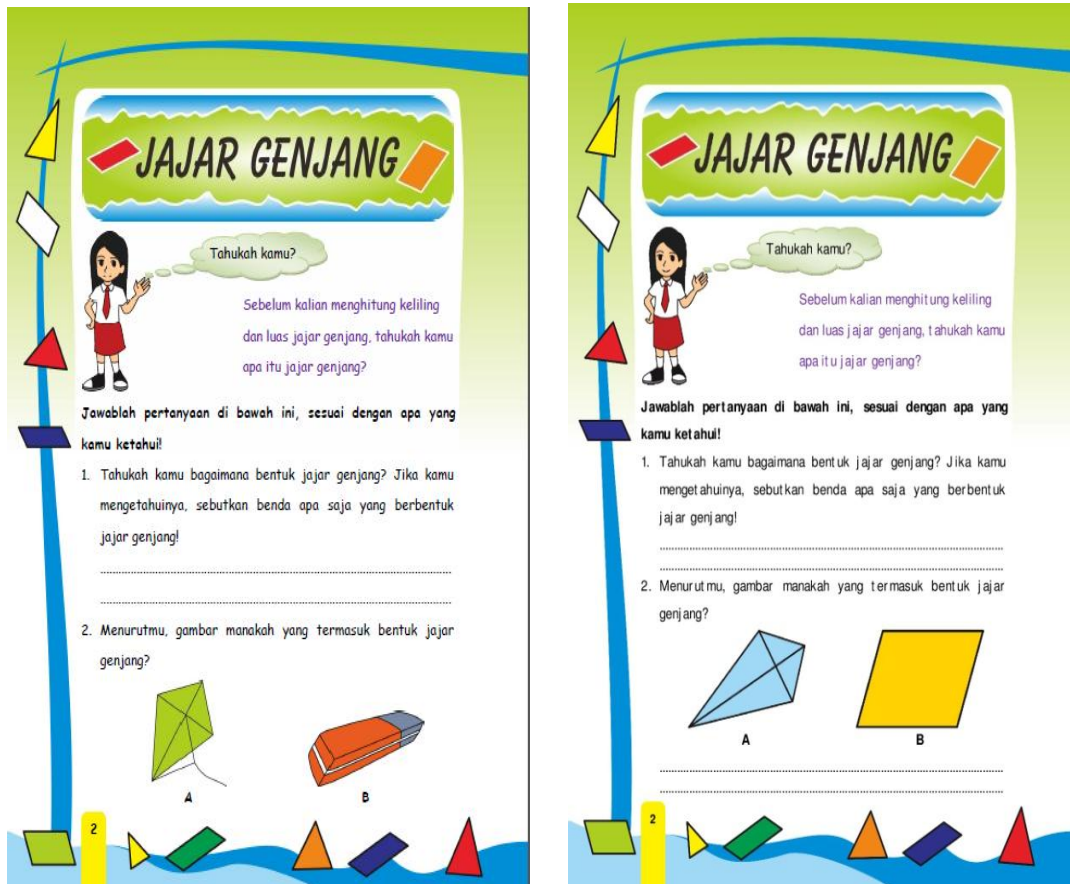 JAJAR GENJANG
Tahukah kamu?
Sebelum kalian menghitung keliling
dan luas jajar genjang, tahukah kamu
apa itu jajar genjang?
Jawablah pertanyaan di bawah ini, sesuai dengan apa yang
kamu ketahui!
1. Tahukah kamu bagaimana bentuk jajar genjang? Jika kamu
mengetahuinya, sebutkan benda apa saja yang berbentuk
jajar genjang!
2. Menurutmu, gambar manakah yang termasuk bentuk jajar
genjang?
A
B
2
JAJAR GENJANG
Tahukah kamu?
Sebelum kalian menghitung keliling
dan luas jajar genjang, tahukah kamu
apa itu jajar genjang?
Jawablah pertanyaan di bawah ini, sesuai dengan apa yang
kamu ketahui!
1. Tahukah kamu bagaimana bentuk jajar genjang? Jika kamu
mengetahuinya, sebutkan benda apa saja yang berbentuk
jajar genjang!
2. Menurutmu, gambar manakah yang termasuk bentuk jajar
genjang?
A
B
2